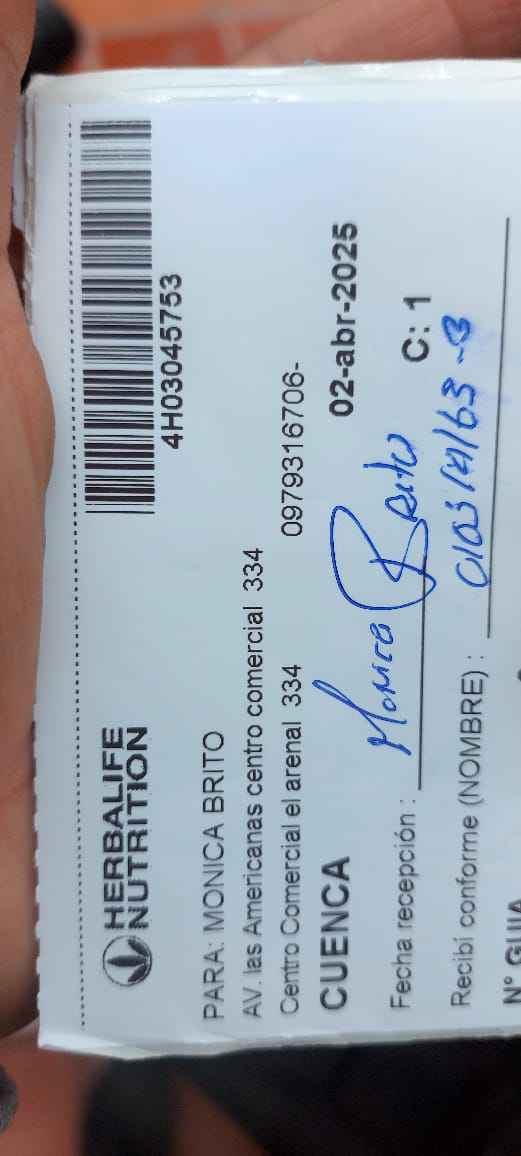 HERBALIFE
NUTRITION
4H03045753
PARA: MONICA BRITO
AV. las Americanas centro comercial 334
Centro Comercial el arenal 334 0979316706-
CUENCA 02-abr-2025
Monica Brito
Fecha recepción : C: 1
Recibí conforme (NOMBRE) :
N° GUIA